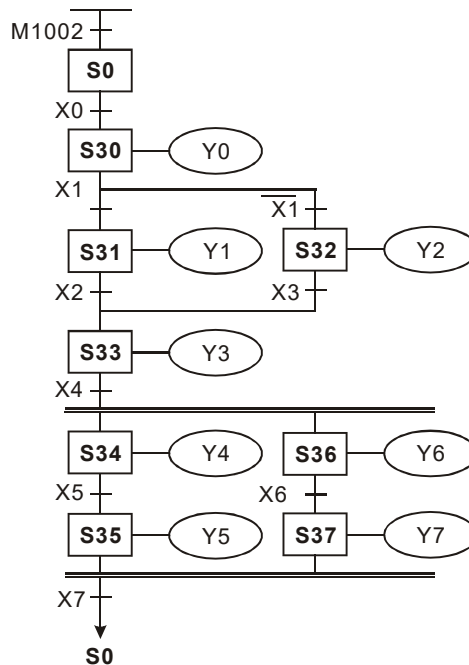 M1002
S0
X0
S30 Y0
X1 X1
S31 Y1 S32 Y2
X2 X3
S33 Y3
X4
S34 Y4 S36 Y6
X5 X6
S35 Y5 S37 Y7
X7
S0